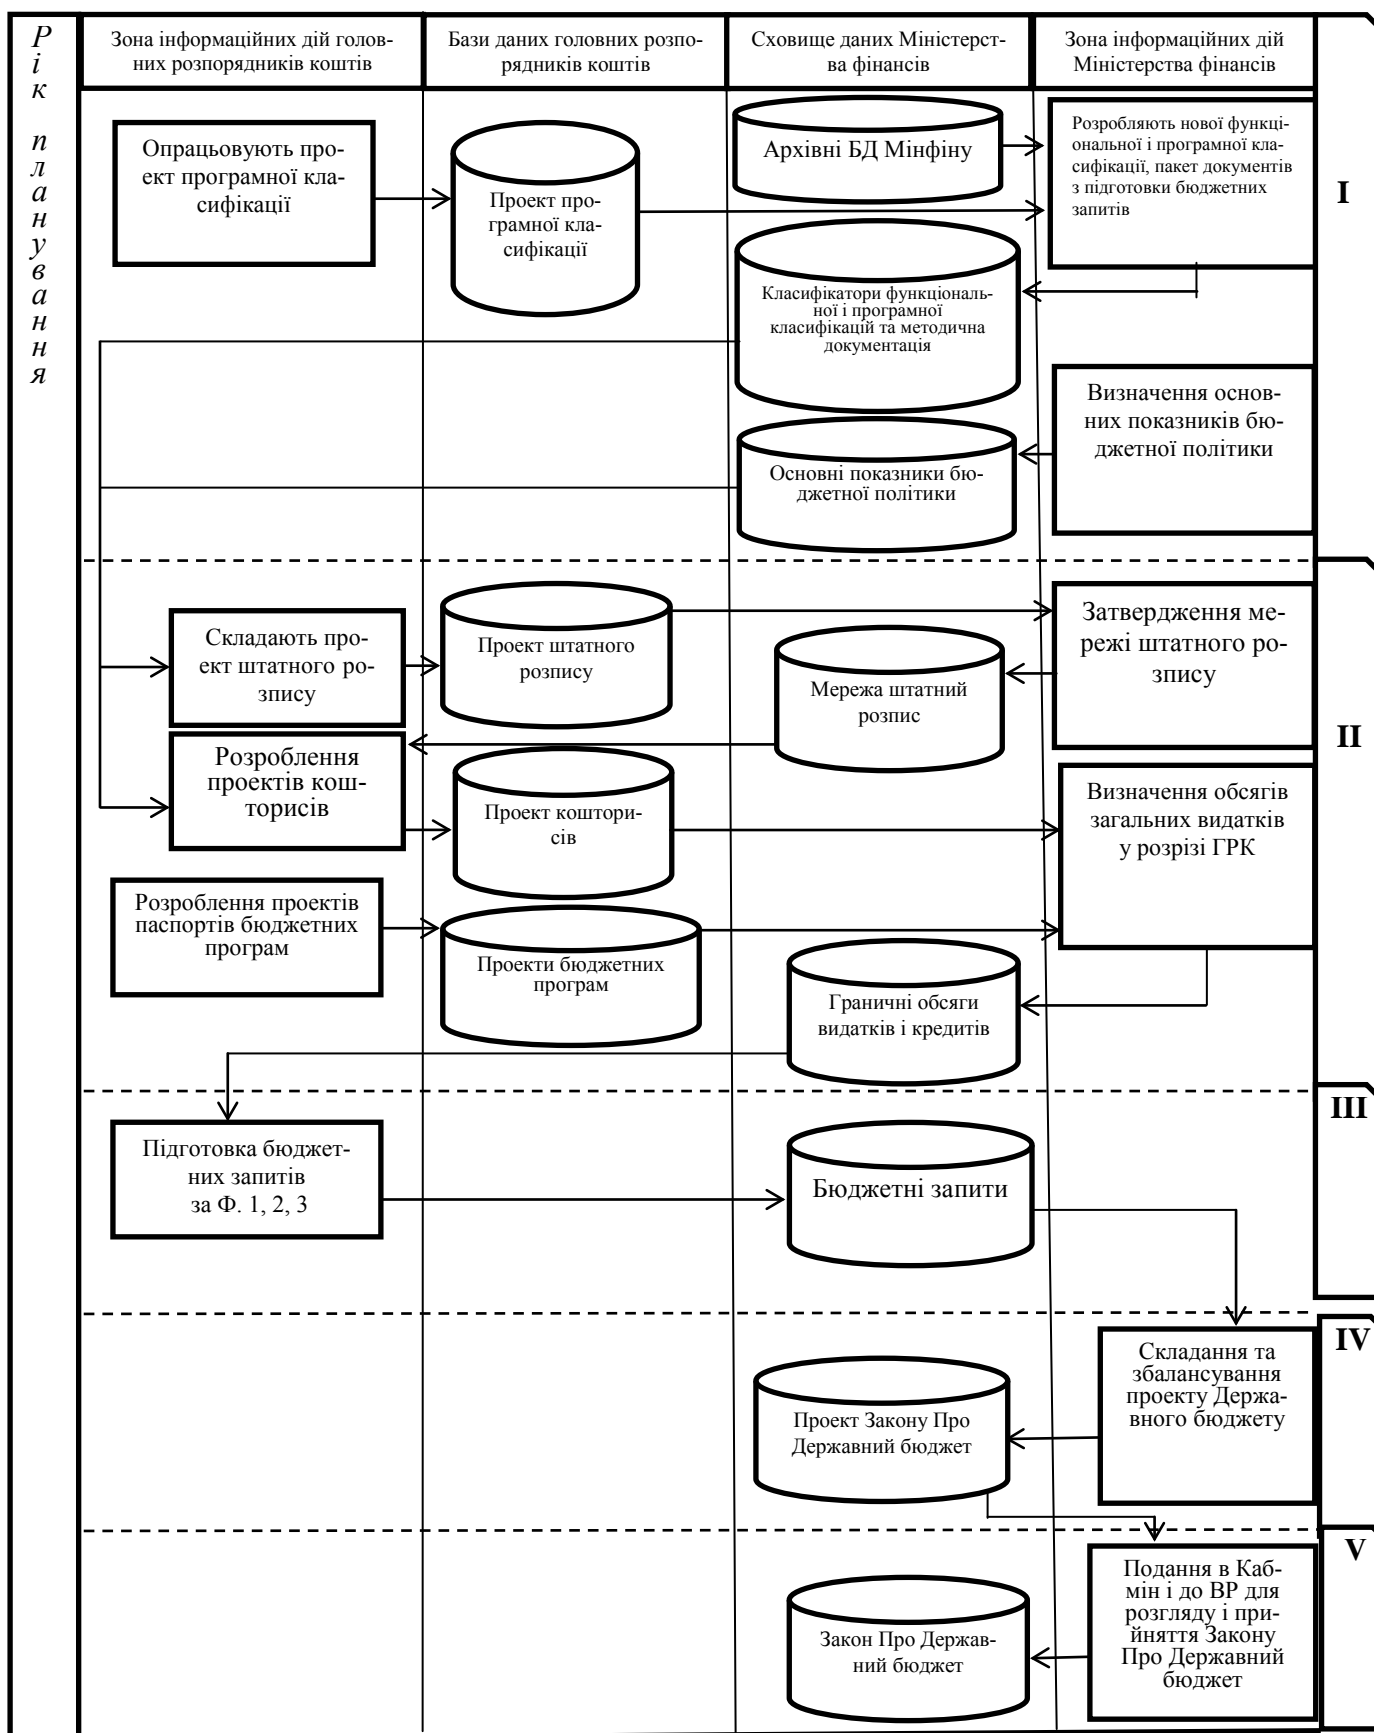 Рік планування
Зона інформаційних дій голов-
них розпорядників коштів
Бази даних головних розпо-
рядників коштів
Сховище даних Міністерст-
ва фінансів
Зона інформаційних дій
Міністерства фінансів
I
Опрацьовують про-
ект програмної кла-
сифікації
Проект про-
грамної кла-
сифікації
Архівні БД Мінфіну
Розробляють нової функці-
ональної і програмної кла-
сифікації, пакет документів
з підготовки бюджетних
запитів
Класифікатори функціональ-
ної і програмної
класифікацій та методична
документація
Визначення основ-
них показників бю-
джетної політики
Основні показники бю-
джетної політики
II
Складають про-
ект штатного ро-
зпису
Проект штатного
розпису
Мережа штатний
розпис
Затвердження ме-
режі штатного ро-
зпису
Розроблення
проектів кош-
торисів
Проект кошTори-
сів
Визначення обсягів
загальних видатків
у розрізі ГРК
Розроблення проектів
паспортів бюджетних
програм
Проекти бюджетних
програм
Граничні обсяги
видатків і кредитів
III
Підготовка бюджет-
них запитів
за Ф. 1, 2, 3
Бюджетні запити
IV
Складання та
збалансування
проекту Держа-
вного бюджету
Проект Закону Про
Державний бюджет
V
Подання в Каб-
мін і до ВР для
розгляду і при-
йняття Закону
Про Державний
бюджет
Закон Про Держав-
ний бюджет